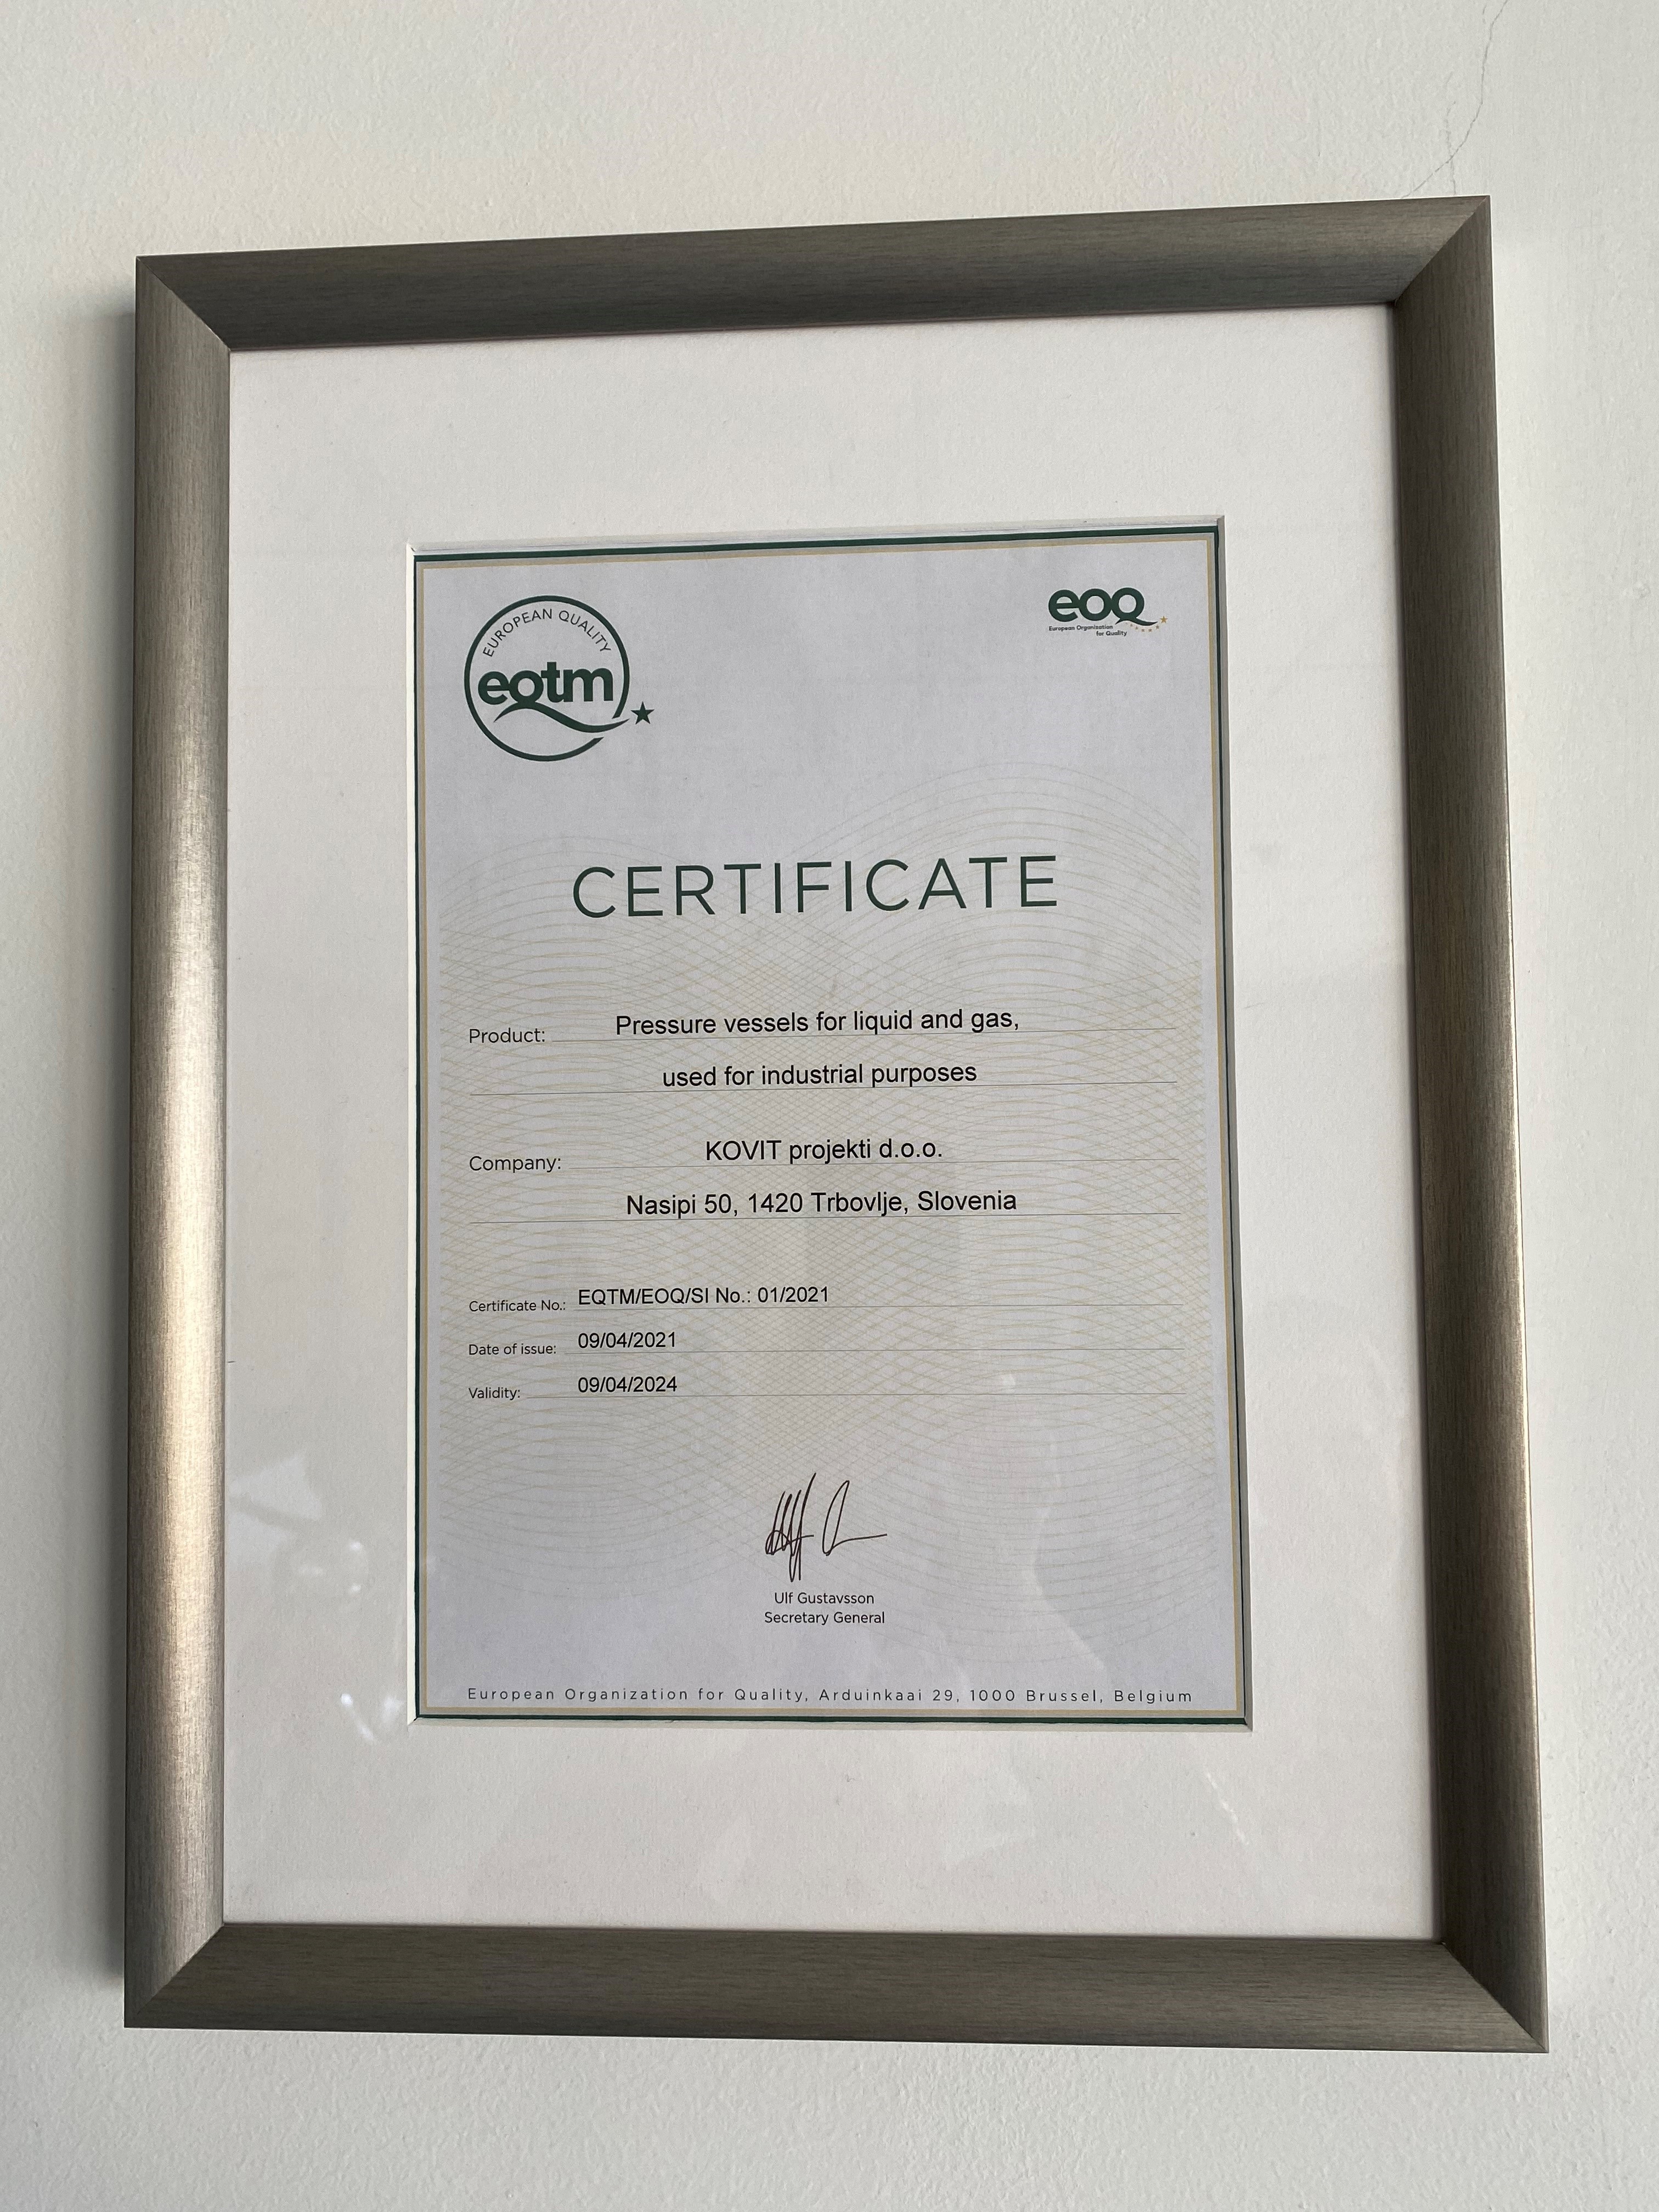 EUROPEAN QUALITY
eqtm
eoq
European Organization
for Quality
CERTIFICATE
Product: Pressure vessels for liquid and gas,
used for industrial purposes
Company: KOVIT projekti d.o.o.
Nasipi 50, 1420 Trbovlje, Slovenia
Certificate No.: EQTM/EOQ/SI No.: 01/2021
Date of issue: 09/04/2021
Validity: 09/04/2024
Ulf Gustavsson
Secretary General
European Organization for Quality, Arduinkaai 29, 1000 Brussel, Belgium